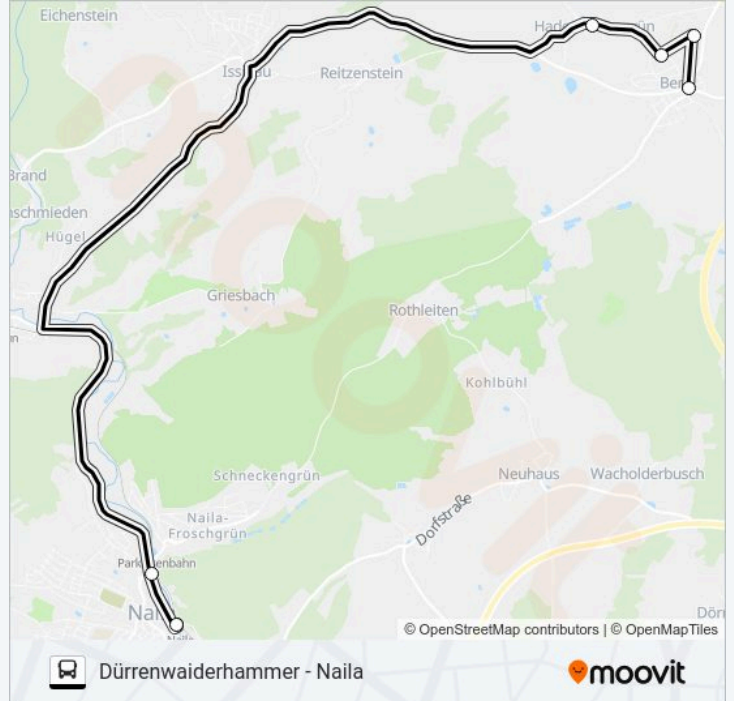 Eichenstein
Reitzenstein
Brand
Hügel
Griesbach
Rothleiten
Kohlbühl
Schneckengrün
Neuhaus
Wacholderbusch
Dorfstraße
Naila-
Froschgrün
© OpenStreetMap contributors | © OpenMapTiles
Dürrenwaiderhammer - Naila
moovit